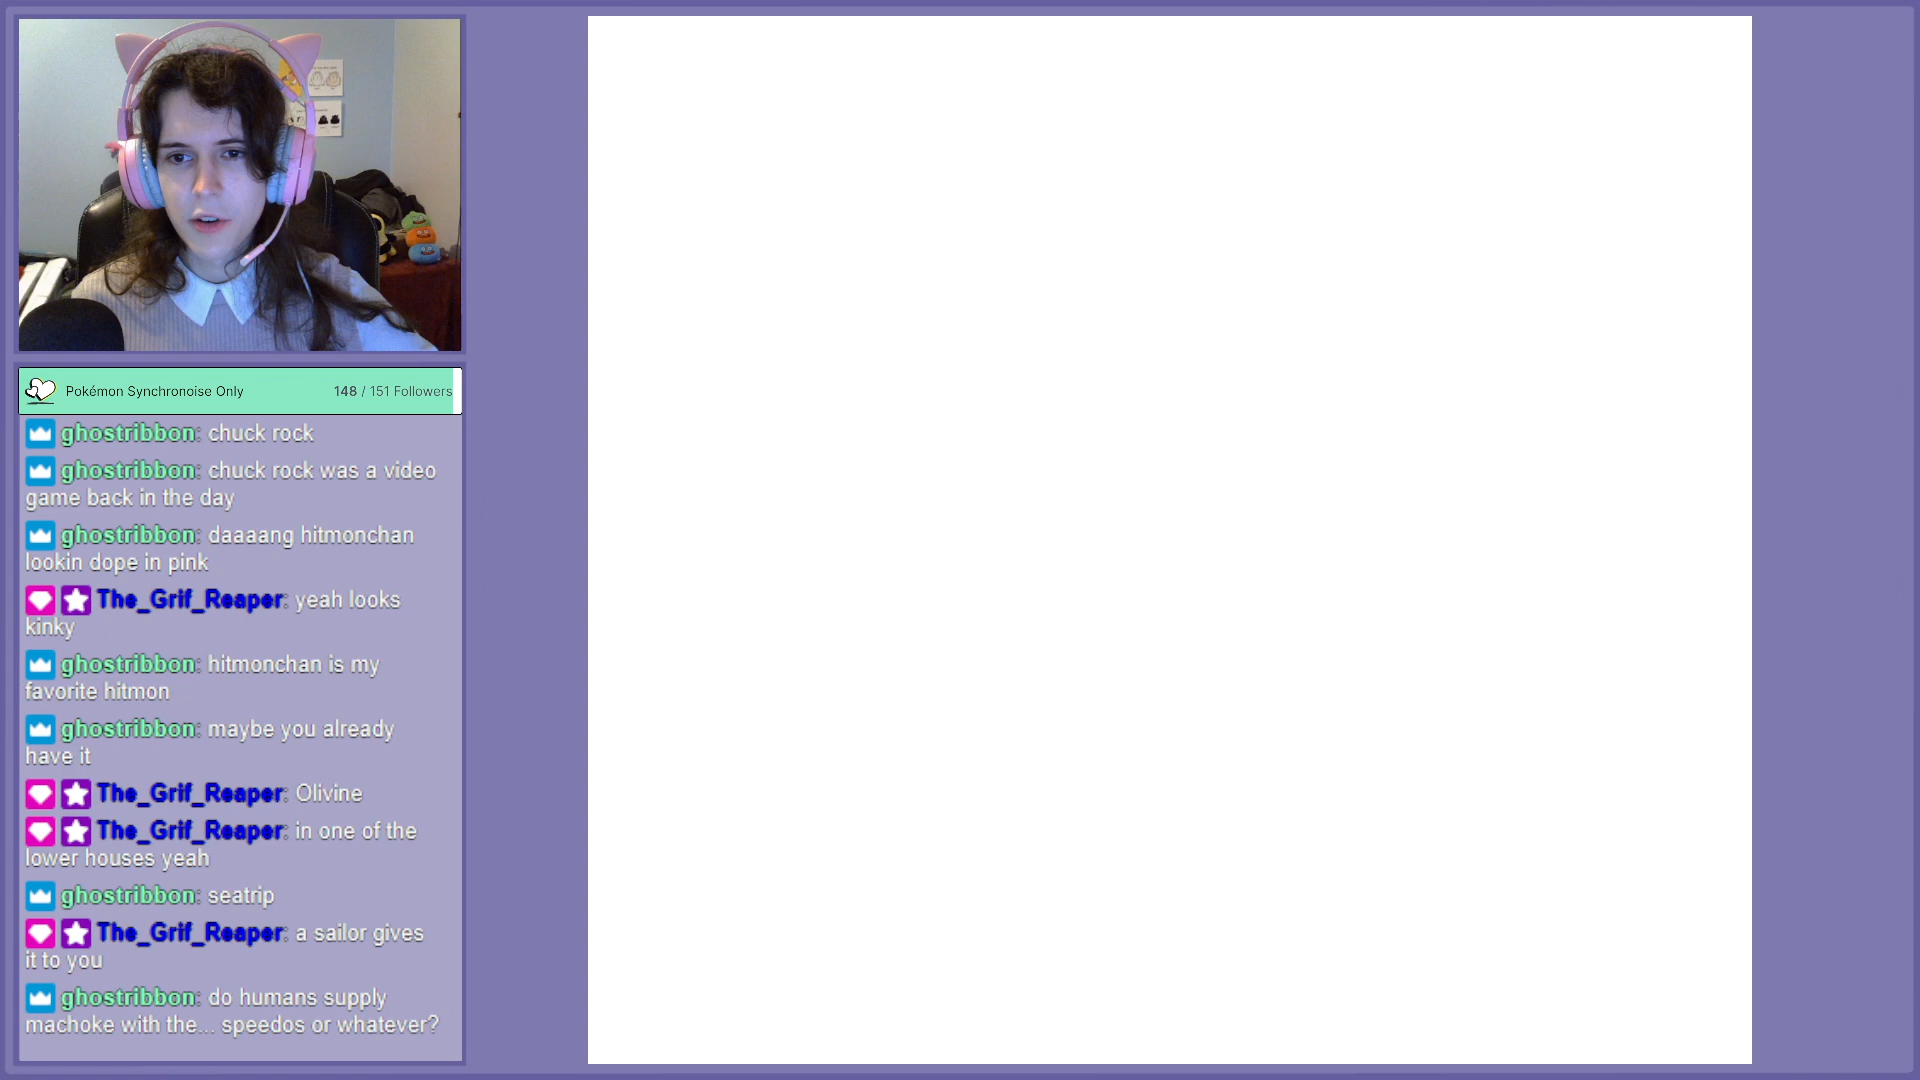 Pokémon Synchronoise Only 148 / 151 Followers
ghostribbon: chuck rock
ghostribbon: chuck rock was a video
game back in the day
ghostribbon: daaaang hitmonchan
lookin dope in pink
The_Grif_Reaper: yeah looks
kinky
ghostribbon: hitmonchan is my
favorite hitmon
ghostribbon: maybe you already
have it
The_Grif_Reaper: Olivine
The_Grif_Reaper: in one of the
lower houses yeah
ghostribbon: seatrip
The_Grif_Reaper: a sailor gives
it to you
ghostribbon: do humans supply
machoke with the... speedos or whatever?